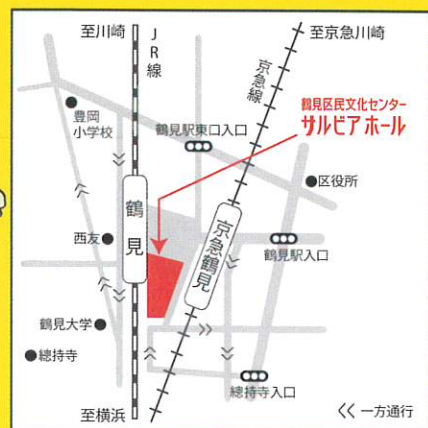 至川崎
JR線
至京急川崎
京急線
鶴見区民文化センター
サルビアホール
豊岡
小学校
鶴見駅東口入口
区役所
鶴見
西友
京急鶴見
鶴見駅入口
鶴見大学
總持寺
總持寺入口
至横浜
<< 一方通行